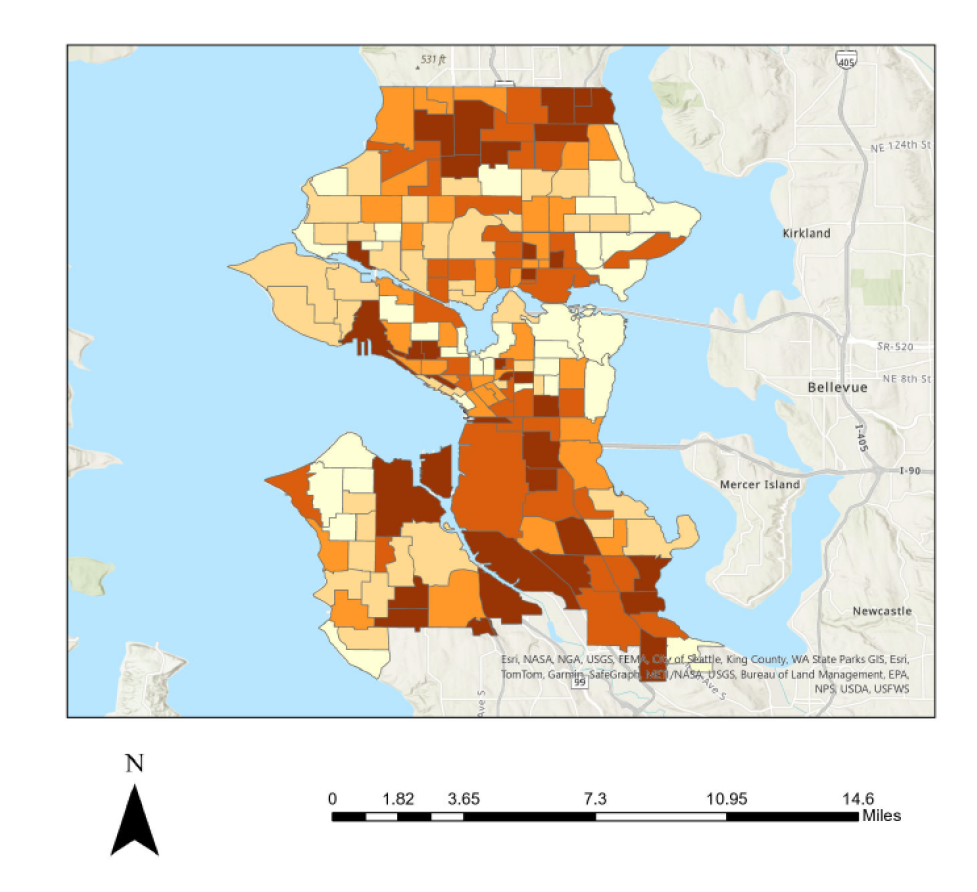 531 ft
405
NE 124th St
Kirkland
SR-520
NE 8th St
Bellevue
I-405
I-90
Mercer Island
Newcastle
Esri, NASA, NGA, USGS, FEMA, City of Seattle, King County, WA State Parks GIS, Esri,
TomTom, Garmin, SafeGraph, METI/NASA, USGS, Bureau of Land Management, EPA,
NPS, USDA, USFWS
99
Ave S
Ave S
N
0 1.82 3.65 7.3 10.95 14.6
Miles